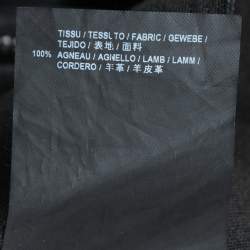 TISSU / TESSLTO / FABRIC / GEWEBE /
TEJIDO / 表地 / 面料
100% AGNEAU / AGNELLO / LAMB / LAMM /
CORDERO / 羊革 / 羊皮革